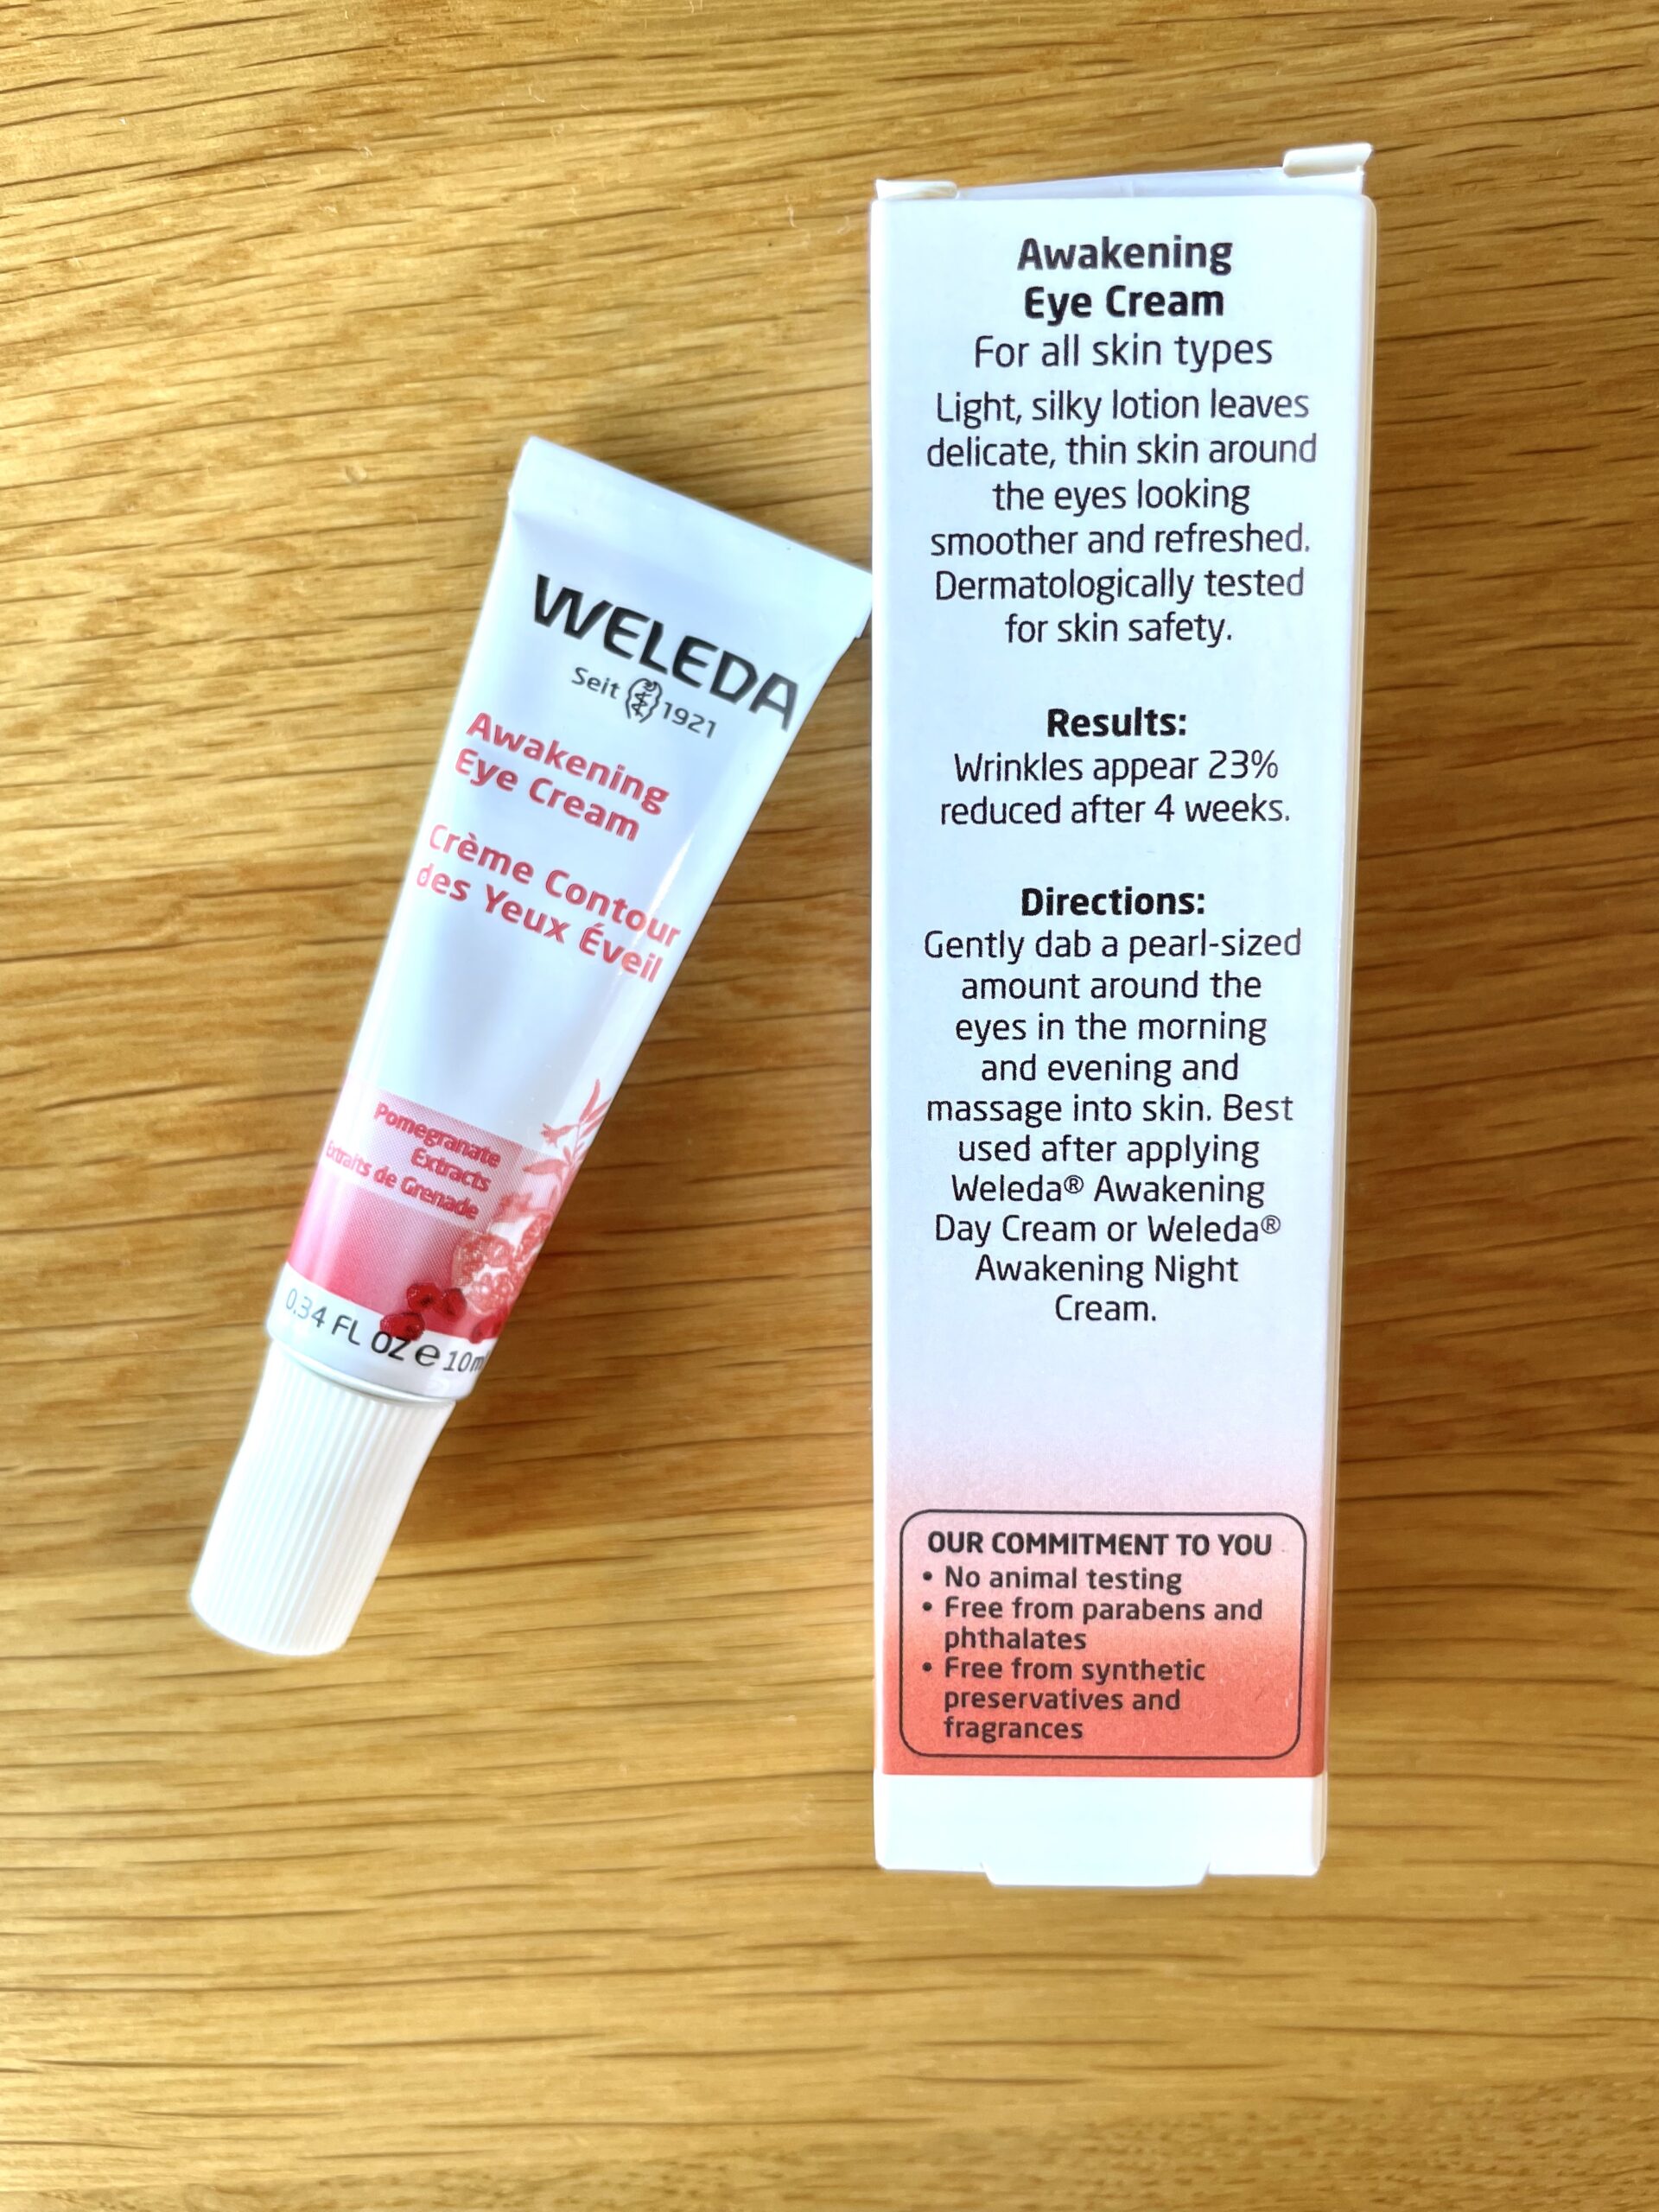 WELEDA
Seit 1921
Awakening
Eye Cream
Crème Contour
des Yeux Éveil
Pomegranate
Extracts
Extraits de Grenade
0.34 FL OZ e 10ml
Awakening
Eye Cream
For all skin types
Light, silky lotion leaves
delicate, thin skin around
the eyes looking
smoother and refreshed.
Dermatologically tested
for skin safety.
Results:
Wrinkles appear 23%
reduced after 4 weeks.
Directions:
Gently dab a pearl-sized
amount around the
eyes in the morning
and evening and
massage into skin. Best
used after applying
Weleda® Awakening
Day Cream or Weleda®
Awakening Night
Cream.
OUR COMMITMENT TO YOU
• No animal testing
• Free from parabens and
phthalates
• Free from synthetic
preservatives and
fragrances